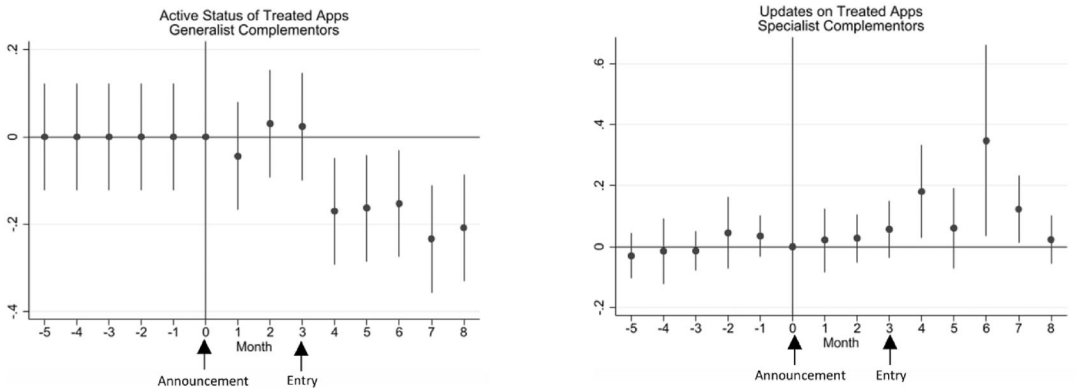 Active Status of Treated Apps
Generalist Complementors
.2
0
-.2
-.4
-5 -4 -3 -2 -1 0 1 2 3 4 5 6 7 8
Month
Announcement Entry
Updates on Treated Apps
Specialist Complementors
.6
.4
.2
0
-.2
-5 -4 -3 -2 -1 0 1 2 3 4 5 6 7 8
Month
Announcement Entry